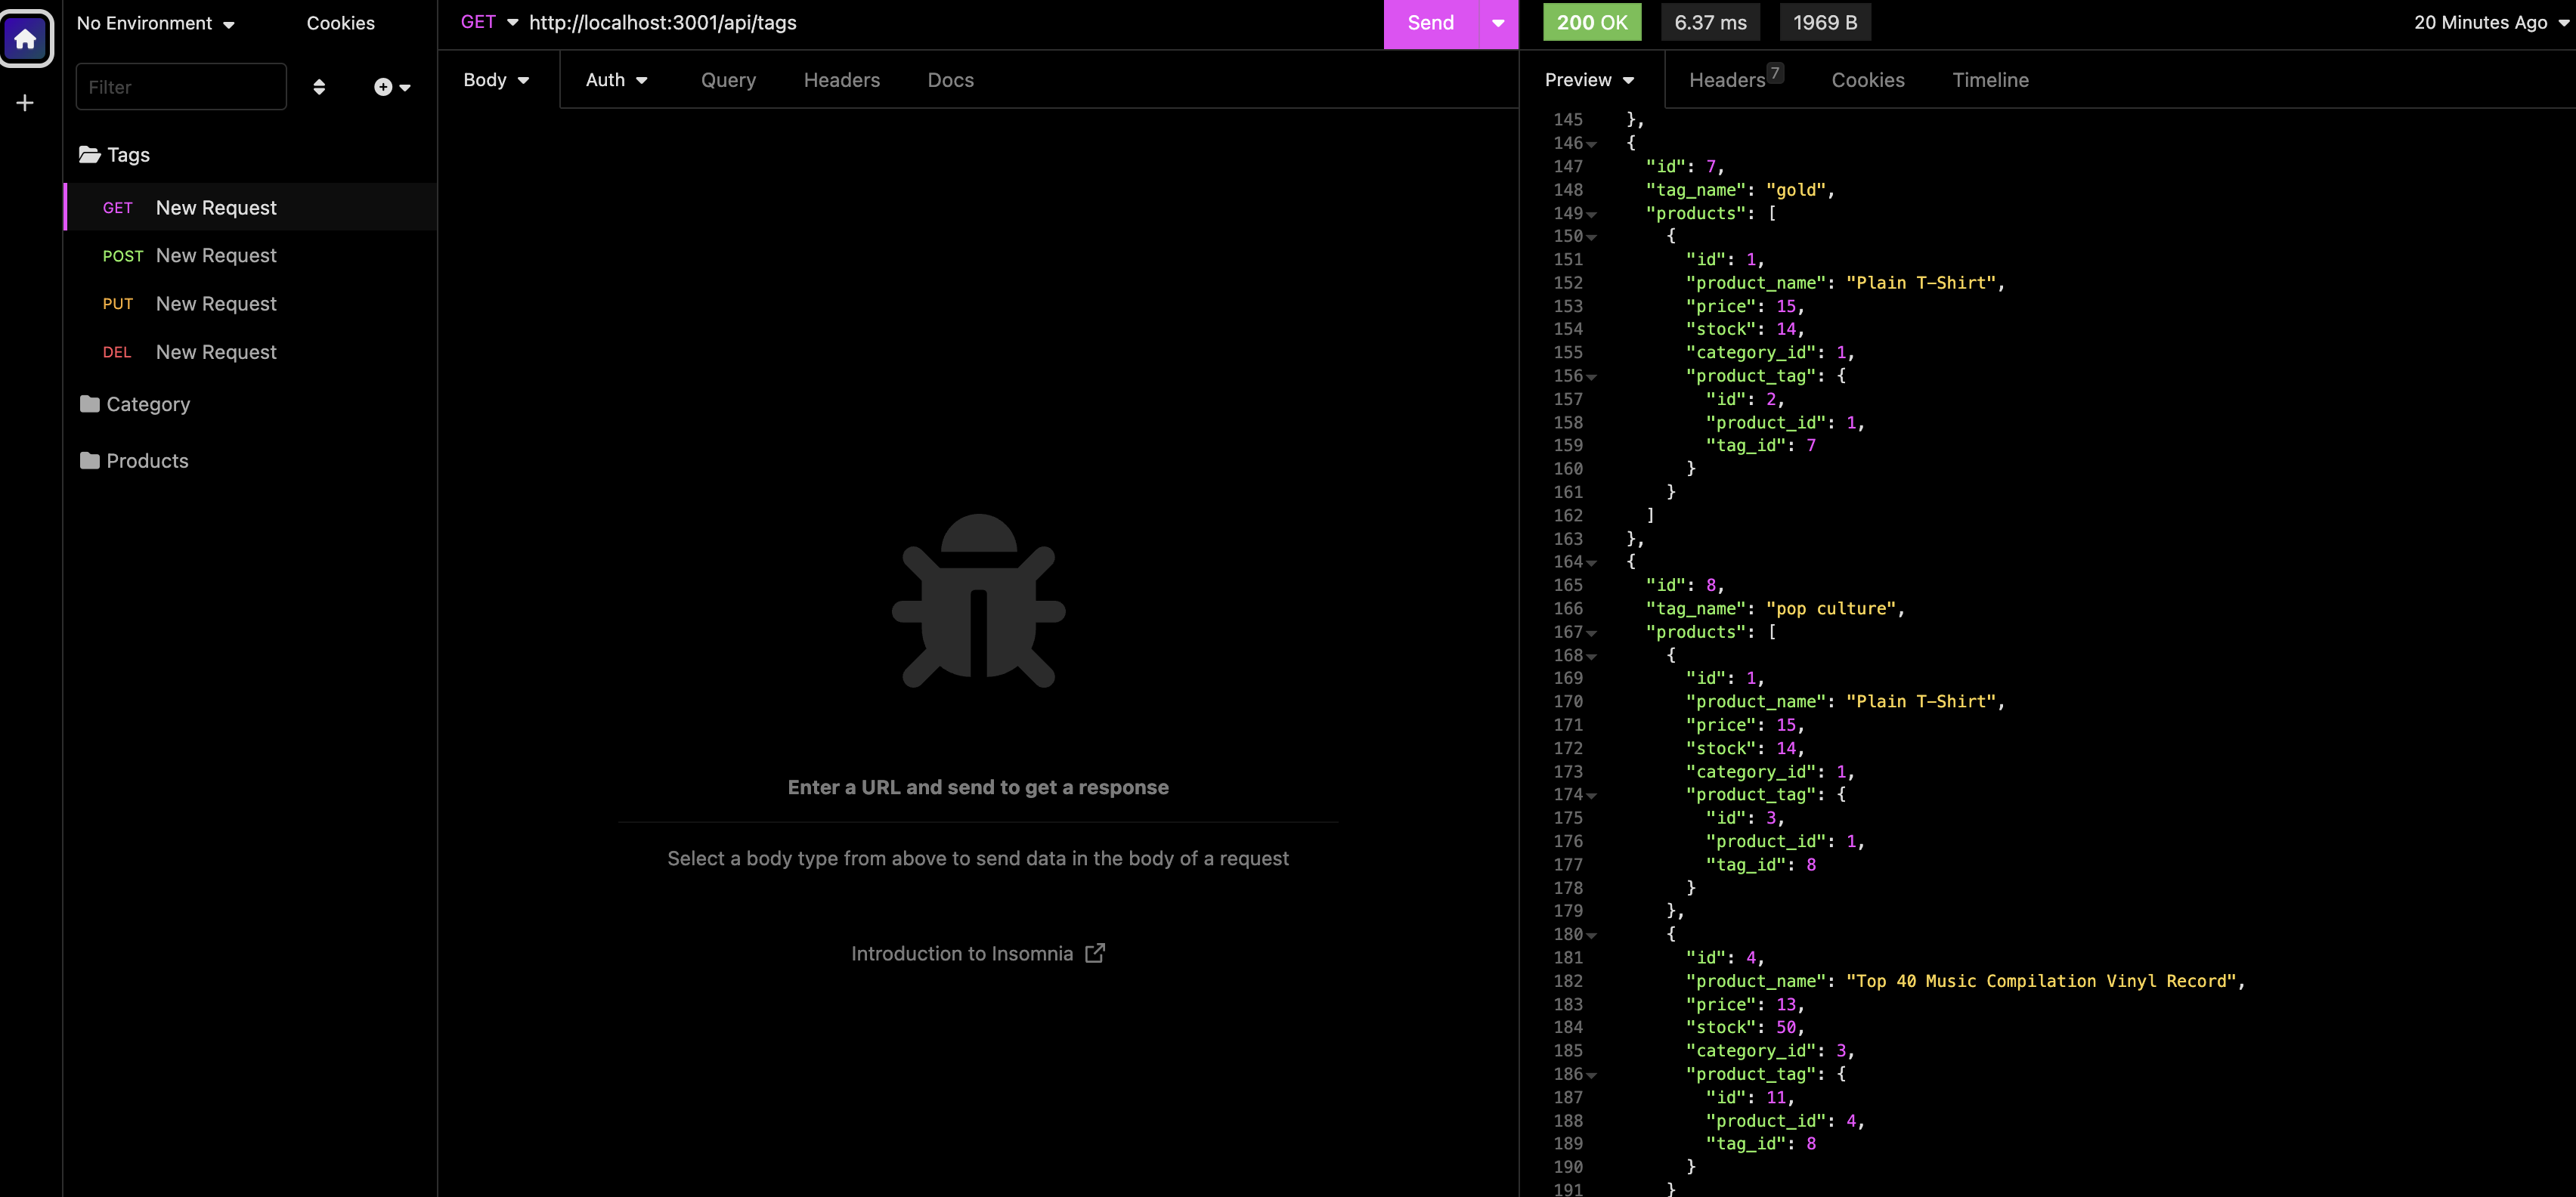 No Environment
Cookies
Filter
Tags
GET New Request
POST New Request
PUT New Request
DEL New Request
Category
Products
GET http://localhost:3001/api/tags
Send
Body
Auth
Query
Headers
Docs
Enter a URL and send to get a response
Select a body type from above to send data in the body of a request
Introduction to Insomnia
200 OK
6.37 ms
1969 B
20 Minutes Ago
Preview
Headers 7
Cookies
Timeline
145 },
146 {
147 "id": 7,
148 "tag_name": "gold",
149 "products": [
150 {
151 "id": 1,
152 "product_name": "Plain T-Shirt",
153 "price": 15,
154 "stock": 14,
155 "category_id": 1,
156 "product_tag": {
157 "id": 2,
158 "product_id": 1,
159 "tag_id": 7
160 }
161 }
162 ]
163 },
164 {
165 "id": 8,
166 "tag_name": "pop culture",
167 "products": [
168 {
169 "id": 1,
170 "product_name": "Plain T-Shirt",
171 "price": 15,
172 "stock": 14,
173 "category_id": 1,
174 "product_tag": {
175 "id": 3,
176 "product_id": 1,
177 "tag_id": 8
178 }
179 },
180 {
181 "id": 4,
182 "product_name": "Top 40 Music Compilation Vinyl Record",
183 "price": 13,
184 "stock": 50,
185 "category_id": 3,
186 "product_tag": {
187 "id": 11,
188 "product_id": 4,
189 "tag_id": 8
190 }
191 }